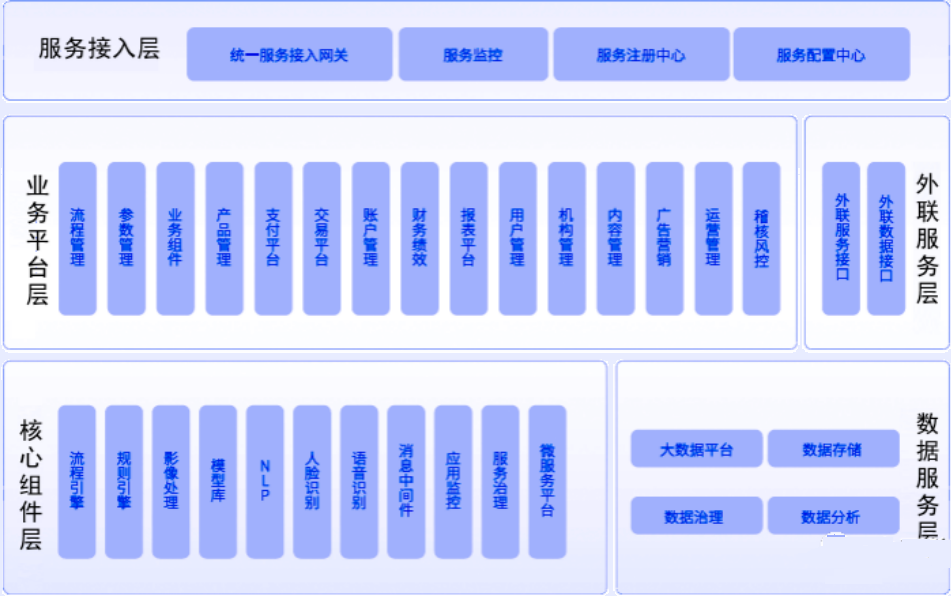 服务接入层
统一服务接入网关
服务监控
服务注册中心
服务配置中心
业务平台层
流程管理
参数管理
业务组件
产品管理
支付平台
交易平台
账户管理
财务绩效
报表平台
用户管理
机构管理
内容管理
广告营销
运营管理
稽核风控
外联服务接口
外联数据接口
外联服务层
核心组件层
流程引擎
规则引擎
影像处理
模型库
NLP
人脸识别
语音识别
消息中间件
应用监控
服务治理
微服务平台
大数据平台
数据存储
数据治理
数据分析
数据服务层